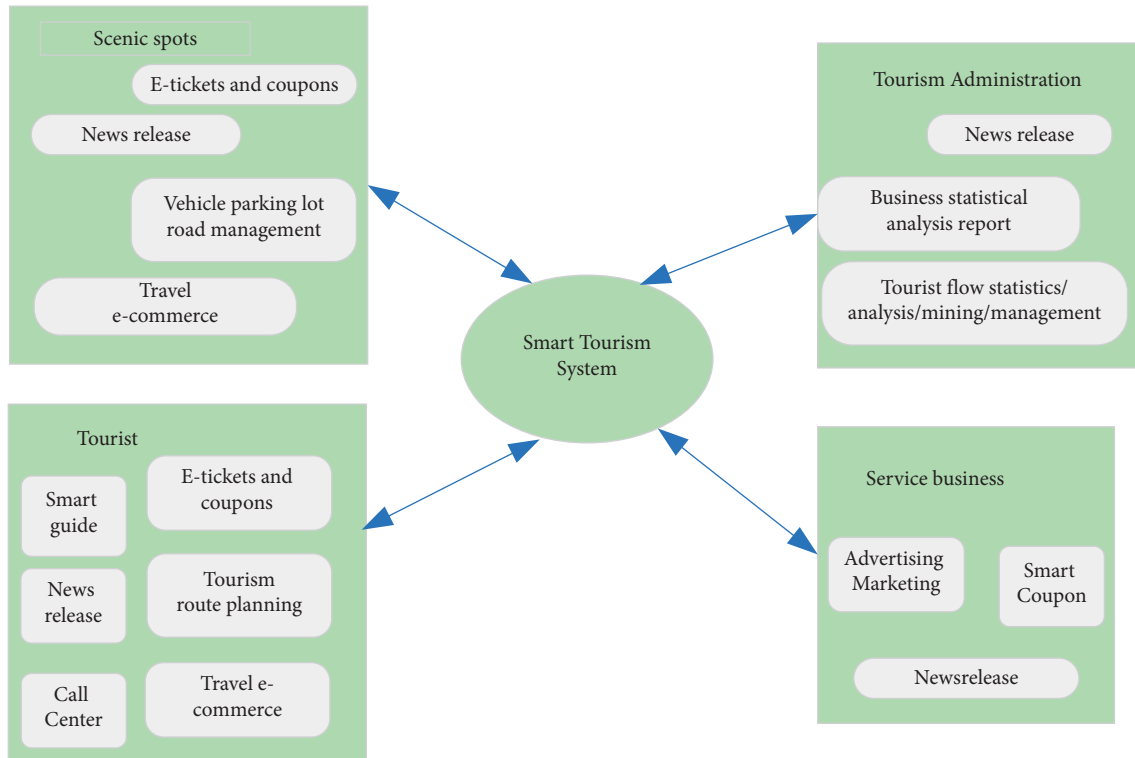 Scenic spots
E-tickets and coupons
News release
Vehicle parking lot
road management
Travel
e-commerce
Tourism Administration
News release
Business statistical
analysis report
Tourist flow statistics/
analysis/mining/management
Smart Tourism
System
Tourist
Smart
guide
E-tickets and
coupons
News
release
Tourism
route planning
Call
Center
Travel e-
commerce
Service business
Advertising
Marketing
Smart
Coupon
Newsrelease